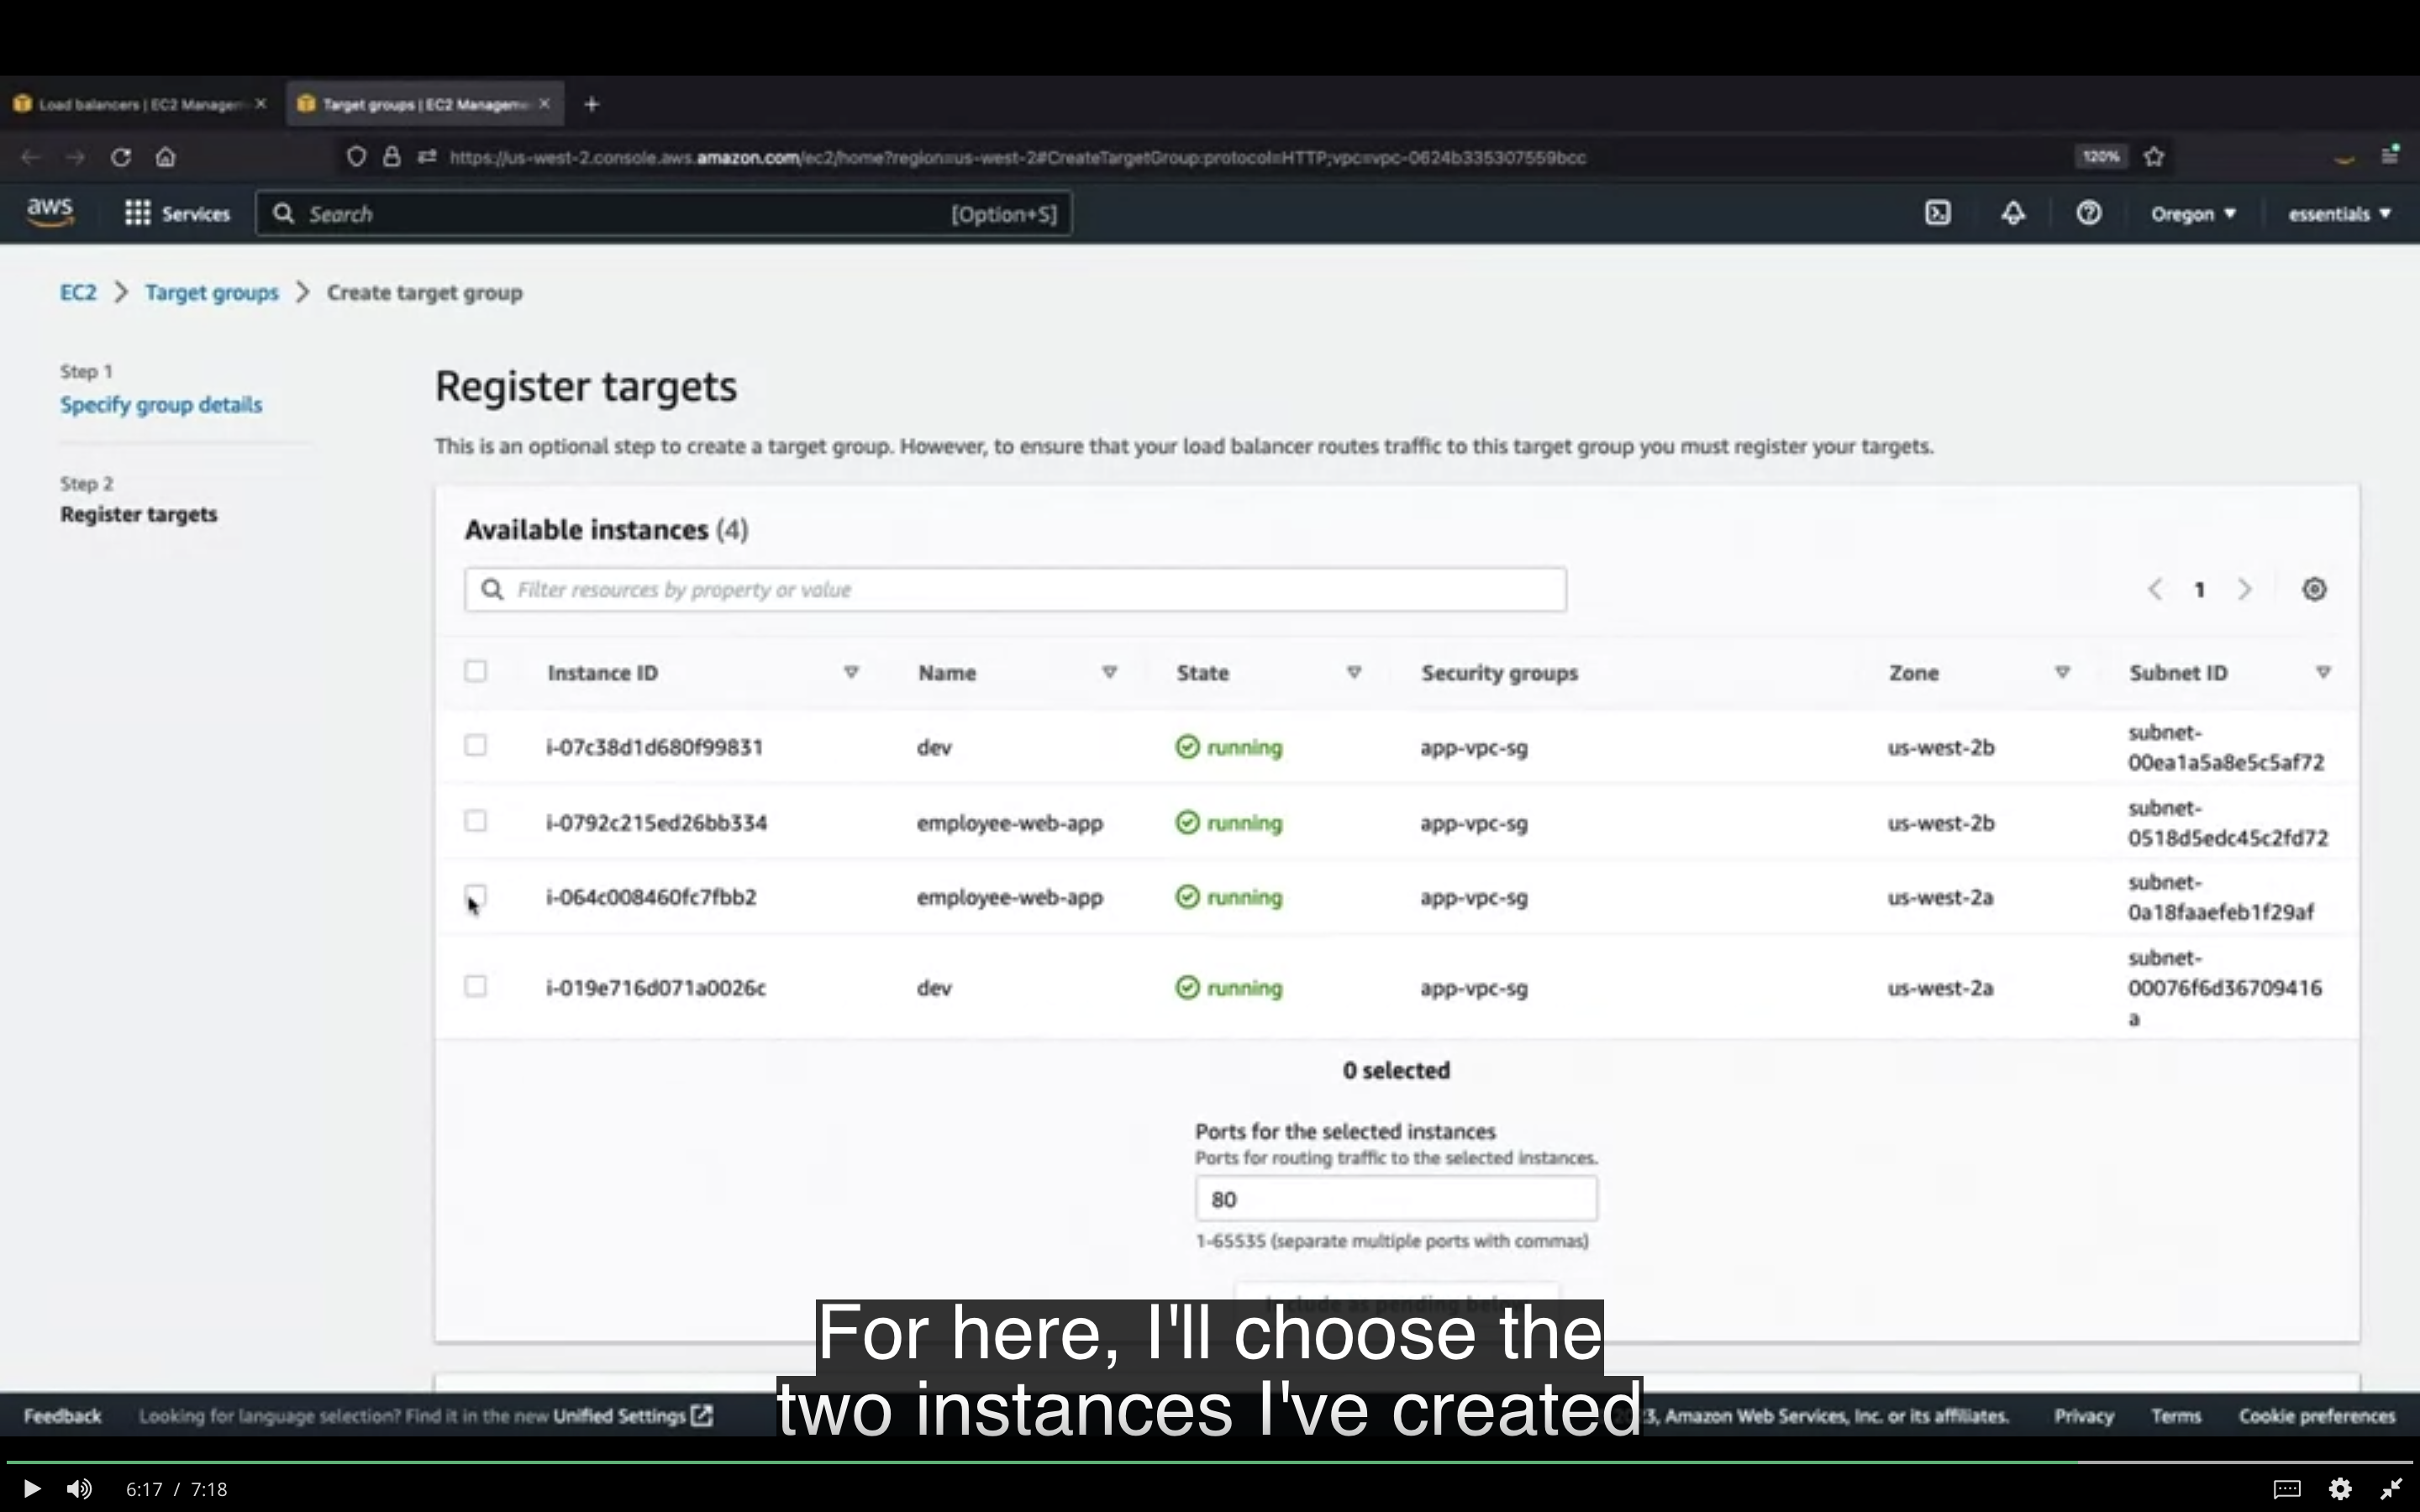 Load balancers | EC2 Managem
Target groups | EC2 Manageme
https://us-west-2.console.aws.amazon.com/ec2/home?region=us-west-2#CreateTargetGroup:protocol=HTTP;vpc=vpc-0624b335307559bcc
120%
aws
Services
Search
[Option+S]
Oregon
essentials
EC2 > Target groups > Create target group
Step 1
Specify group details
Step 2
Register targets
Register targets
This is an optional step to create a target group. However, to ensure that your load balancer routes traffic to this target group you must register your targets.
Available instances (4)
Filter resources by property or value
1
Instance ID Name State Security groups Zone Subnet ID
i-07c38d1d680f99831 dev running app-vpc-sg us-west-2b subnet-
00ea1a5a8e5c5af72
i-0792c215ed26bb334 employee-web-app running app-vpc-sg us-west-2b subnet-
0518d5edc45c2fd72
i-064c008460fc7fbb2 employee-web-app running app-vpc-sg us-west-2a subnet-
0a18faaefeb1f29af
i-019e716d071a0026c dev running app-vpc-sg us-west-2a subnet-
00076f6d36709416
a
0 selected
Ports for the selected instances
Ports for routing traffic to the selected instances.
80
1-65535 (separate multiple ports with commas)
For here, I'll choose the
two instances I've created
Feedback
Looking for language selection? Find it in the new Unified Settings
3, Amazon Web Services, Inc. or its affiliates.
Privacy
Terms
Cookie preferences
6:17 / 7:18